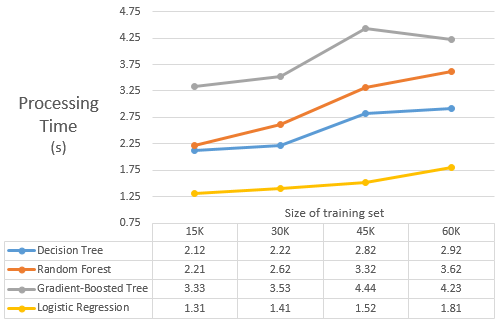 4.75
4.25
3.75
3.25
2.75
2.25
1.75
1.25
0.75
Processing
Time
(s)
Size of training set
15K 30K 45K 60K
Decision Tree 2.12 2.22 2.82 2.92
Random Forest 2.21 2.62 3.32 3.62
Gradient-Boosted Tree 3.33 3.53 4.44 4.23
Logistic Regression 1.31 1.41 1.52 1.81